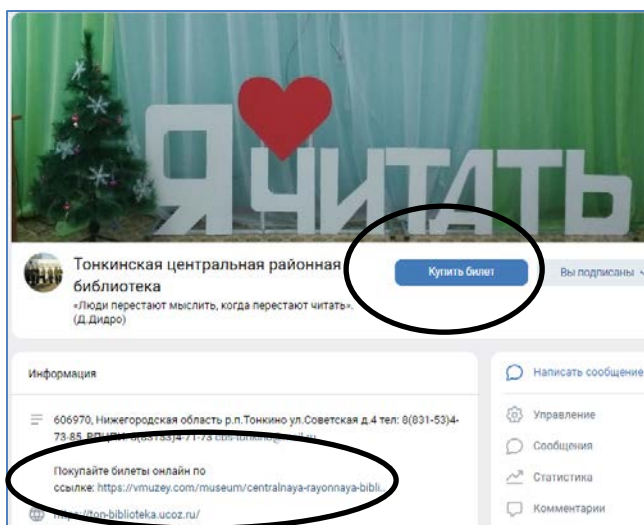 Я ЧИТАТЬ
Тонкинская центральная районная
библиотека
«Люди перестают мыслить, когда перестают читать».
(Д.Дидро)
Купить билет
Вы подписаны
Информация
606970, Нижегородская область р.п.Тонкино ул.Советская д.4 тел: 8(831-53)4-
73-85,
Покупайте билеты онлайн по
ссылке: https://vmuzey.com/museum/centralnaya-rayonnaya-bibli..
https://ton-biblioteka.ucoz.ru/
Написать сообщение
Управление
Сообщения
Статистика
Комментарии